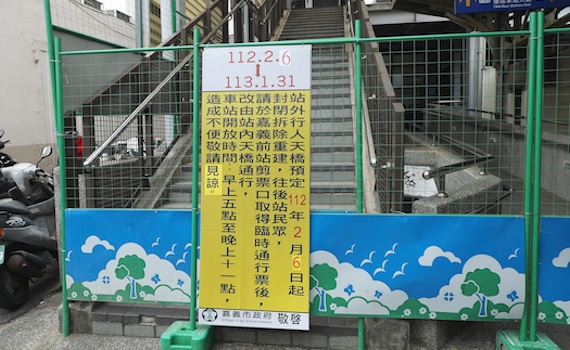 112.2.6
113.1.31
站外行人天橋預定112年2月6日起
封閉拆除重建，往後站民眾，
請於嘉義前站剪票口取得臨時通行票後，
改由站內天橋通行，
車站開放時間：早上五點至晚上十一點，
造成不便敬請見諒。
嘉義市政府 敬啓